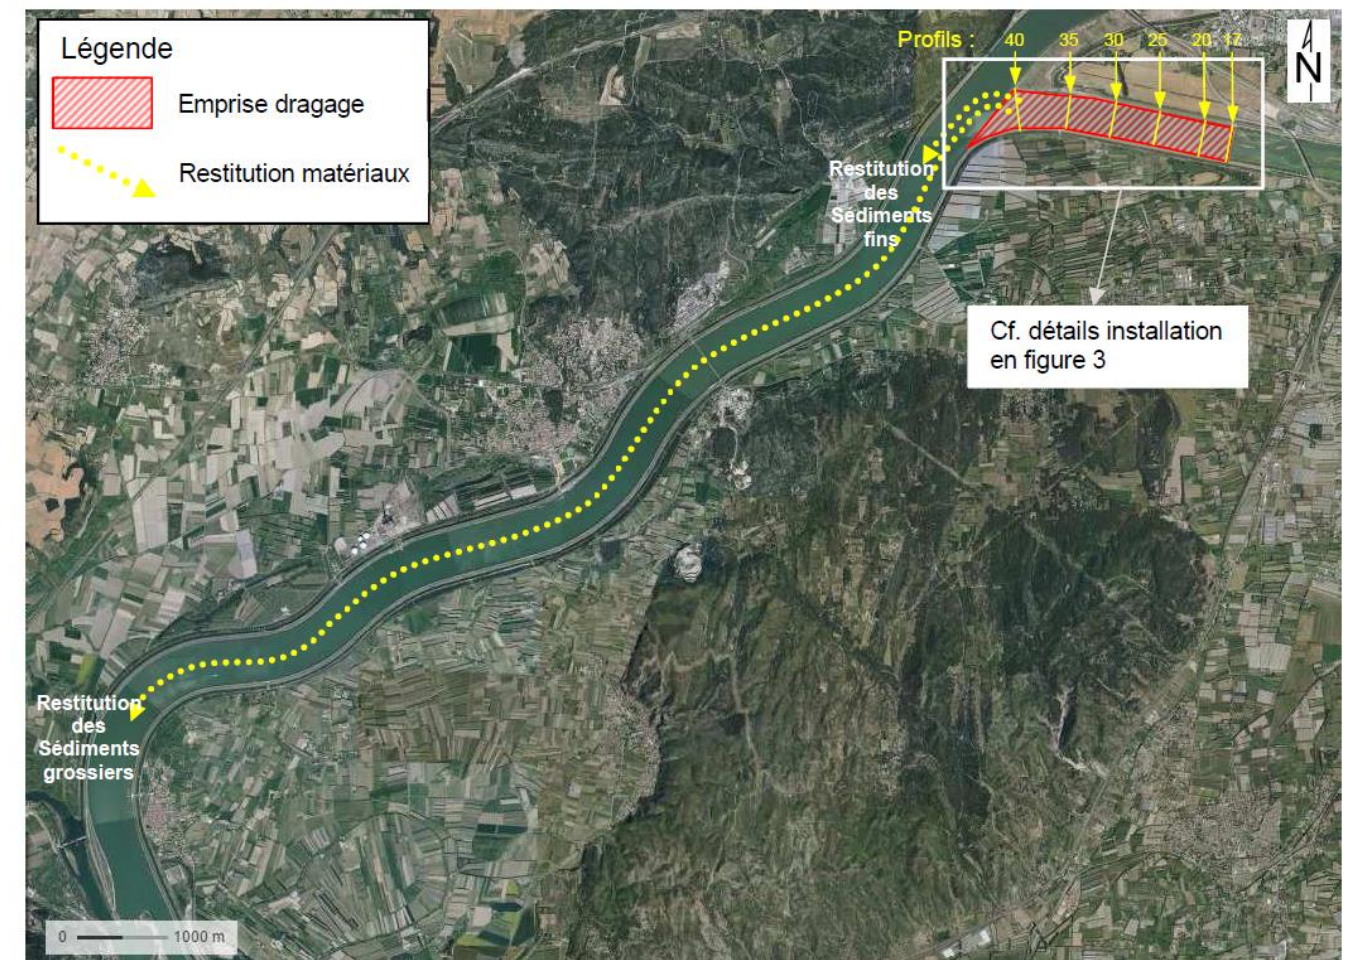 Légende
Emprise dragage
Restitution matériaux
Profils : 40 35 30 25 20 17
N
Restitution
des
Sédiments
fins
Cf. détails installation
en figure 3
Restitution
des
Sédiments
grossiers
0 1000 m